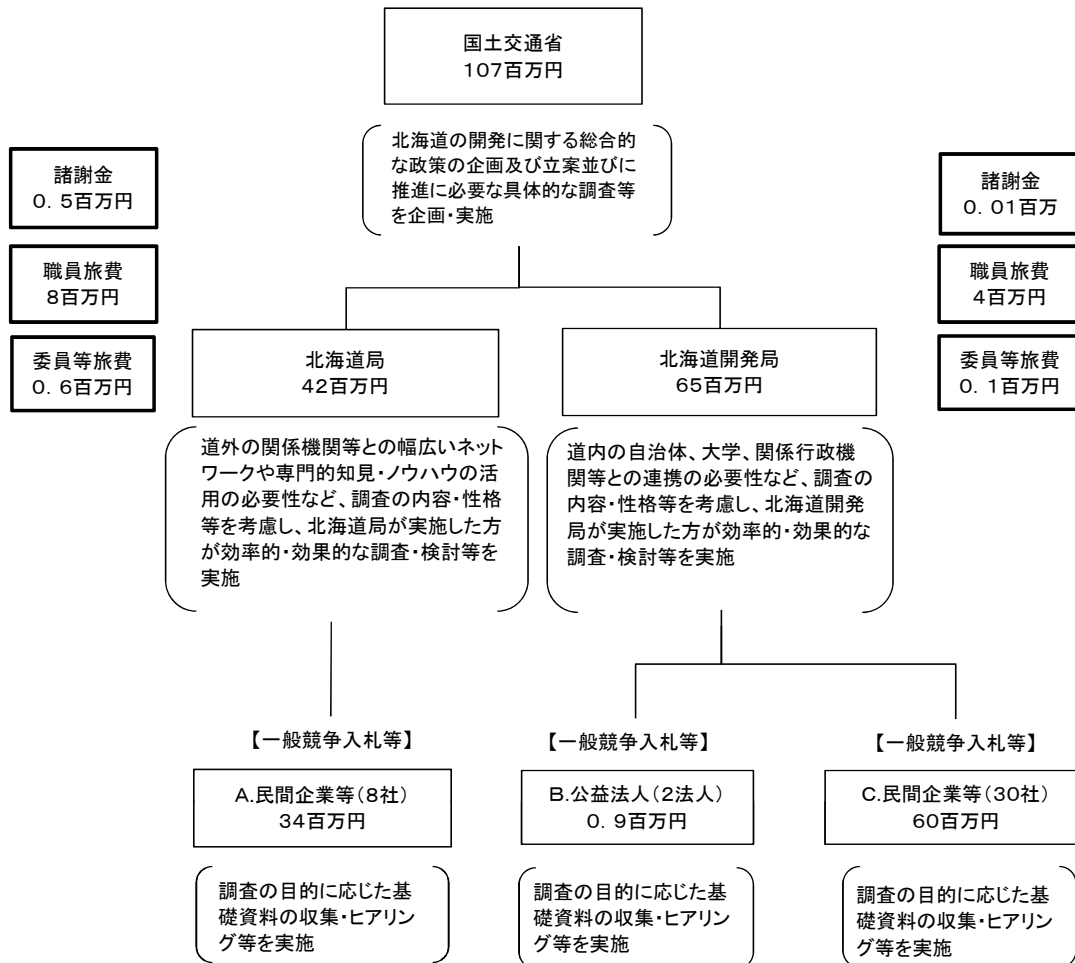 国土交通省
107百万円
北海道の開発に関する総合的
な政策の企画及び立案並びに
推進に必要な具体的な調査等
を企画・実施
諸謝金
0．5百万円
職員旅費
8百万円
委員等旅費
0．6百万円
諸謝金
0．01百万
職員旅費
4百万円
委員等旅費
0．1百万円
北海道局
42百万円
北海道開発局
65百万円
道外の関係機関等との幅広いネット
ワークや専門的知見・ノウハウの活
用の必要性など、調査の内容・性格
等を考慮し、北海道局が実施した方
が効率的・効果的な調査・検討等を
実施
道内の自治体、大学、関係行政機
関等との連携の必要性など、調査の
内容・性格等を考慮し、北海道開発
局が実施した方が効率的・効果的な
調査・検討等を実施
【一般競争入札等】
【一般競争入札等】
【一般競争入札等】
A.民間企業等（8社）
34百万円
B.公益法人（2法人）
0．9百万円
C.民間企業等（30社）
60百万円
調査の目的に応じた基
礎資料の収集・ヒアリン
グ等を実施
調査の目的に応じた基
礎資料の収集・ヒアリン
グ等を実施
調査の目的に応じた基
礎資料の収集・ヒアリン
グ等を実施